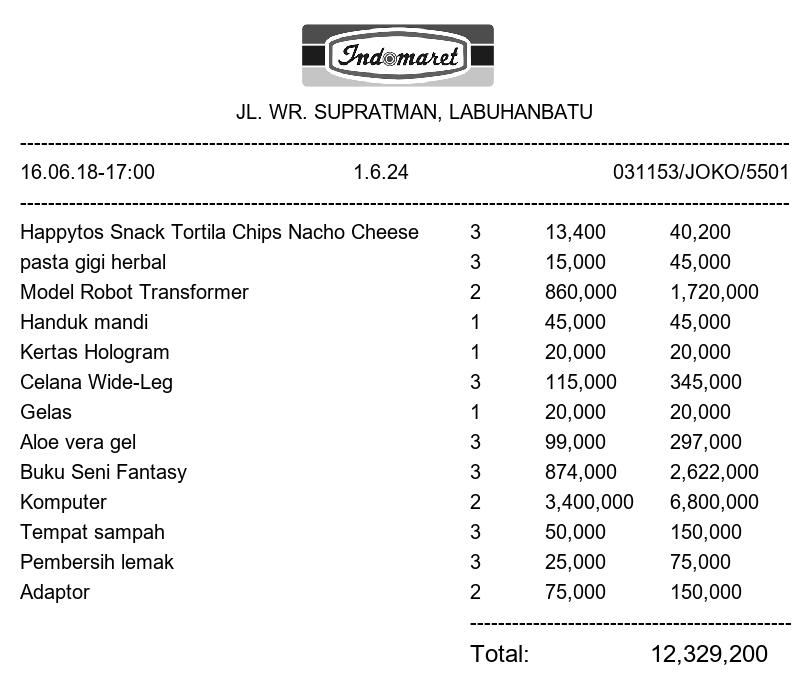 Indomaret
JL. WR. SUPRATMAN, LABUHANBATU
16.06.18-17:00 1.6.24 031153/JOKO/5501
Happytos Snack Tortila Chips Nacho Cheese 3 13,400 40,200
pasta gigi herbal 3 15,000 45,000
Model Robot Transformer 2 860,000 1,720,000
Handuk mandi 1 45,000 45,000
Kertas Hologram 1 20,000 20,000
Celana Wide-Leg 3 115,000 345,000
Gelas 1 20,000 20,000
Aloe vera gel 3 99,000 297,000
Buku Seni Fantasy 3 874,000 2,622,000
Komputer 2 3,400,000 6,800,000
Tempat sampah 3 50,000 150,000
Pembersih lemak 3 25,000 75,000
Adaptor 2 75,000 150,000
Total: 12,329,200